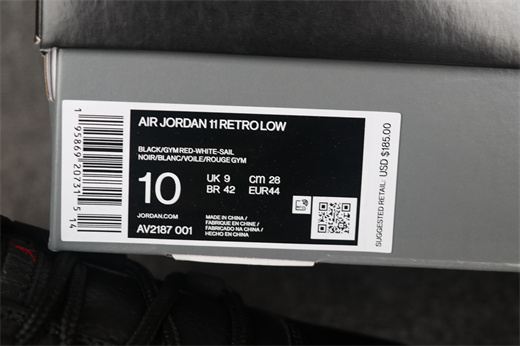 AIR JORDAN 11 RETRO LOW
BLACK/GYM RED-WHITE-SAIL
NOIR/BLANC/VOILE/ROUGE GYM
10
UK 9 CM 28
BR 42 EUR 44
JORDAN.COM
AV2187 001
MADE IN CHINA /
FABRIQUE EN CHINE /
FABRICADO NA CHINA /
HECHO EN CHINA
1 95869 20731 5 14
SUGGESTED RETAIL: USD $185.00